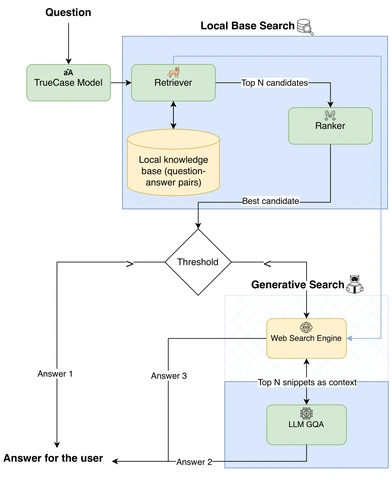 Question
Local Base Search
aA
TrueCase Model
Retriever
Top N candidates
Ranker
Local knowledge
base (question-
answer pairs)
Best candidate
>
Threshold
<
Generative Search
Web Search Engine
Answer 1
Answer 3
Top N snippets as context
LLM GQA
Answer for the user
Answer 2